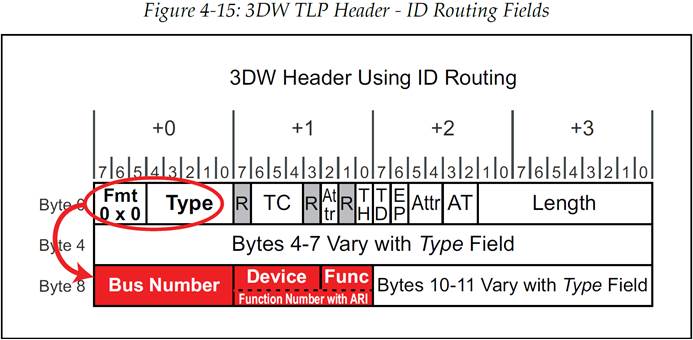 Figure 4-15: 3DW TLP Header - ID Routing Fields
3DW Header Using ID Routing
+0 +1 +2 +3
7 6 5 4 3 2 1 0 7 6 5 4 3 2 1 0 7 6 5 4 3 2 1 0 7 6 5 4 3 2 1 0
Byte 0 Fmt 0 x 0 Type R TC R Attr R TH TD EP Attr AT Length
Byte 4 Bytes 4-7 Vary with Type Field
Byte 8 Bus Number Device Func Bytes 10-11 Vary with Type Field
Function Number with ARI